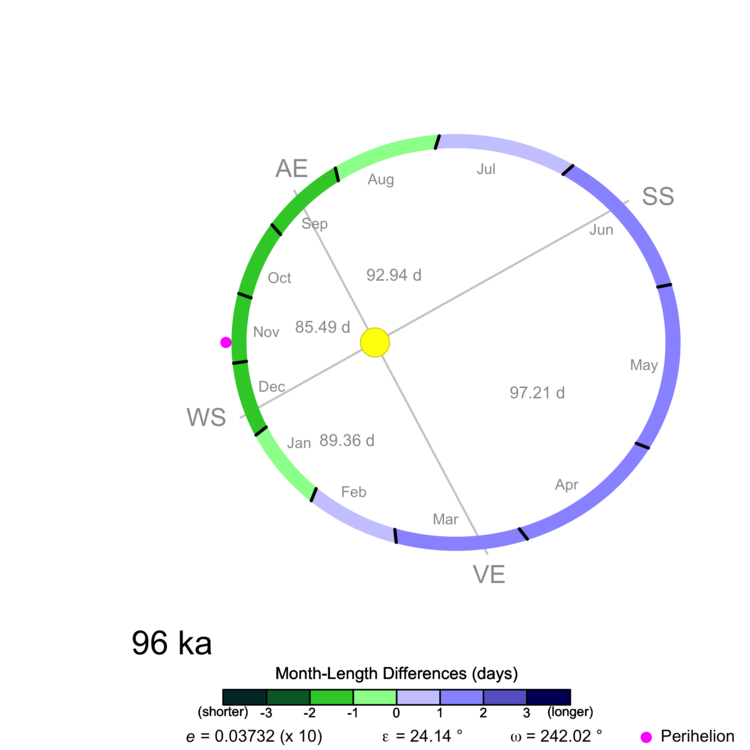 AE
Jul
Aug
SS
Sep
Jun
92.94 d
Oct
85.49 d
Nov
May
97.21 d
Dec
WS
Jan
89.36 d
Feb
Apr
Mar
VE
96 ka
Month-Length Differences (days)
(shorter) -3 -2 -1 0 1 2 3 (longer)
e = 0.03732 (x 10) ε = 24.14 ° ω = 242.02 ° Perihelion